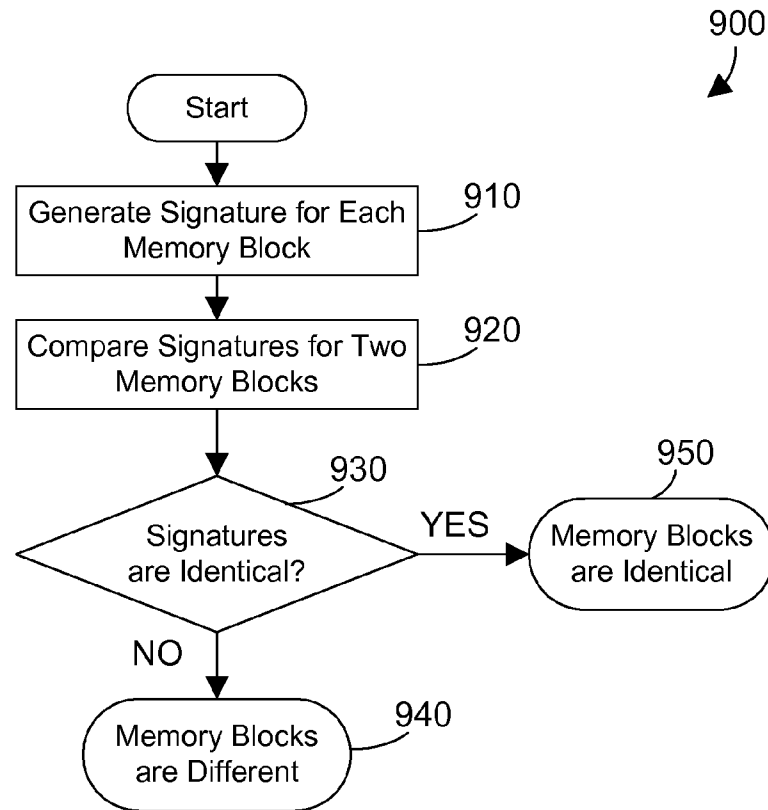 900
Start
910
Generate Signature for Each
Memory Block
920
Compare Signatures for Two
Memory Blocks
930
Signatures
are Identical?
YES
950
Memory Blocks
are Identical
NO
940
Memory Blocks
are Different